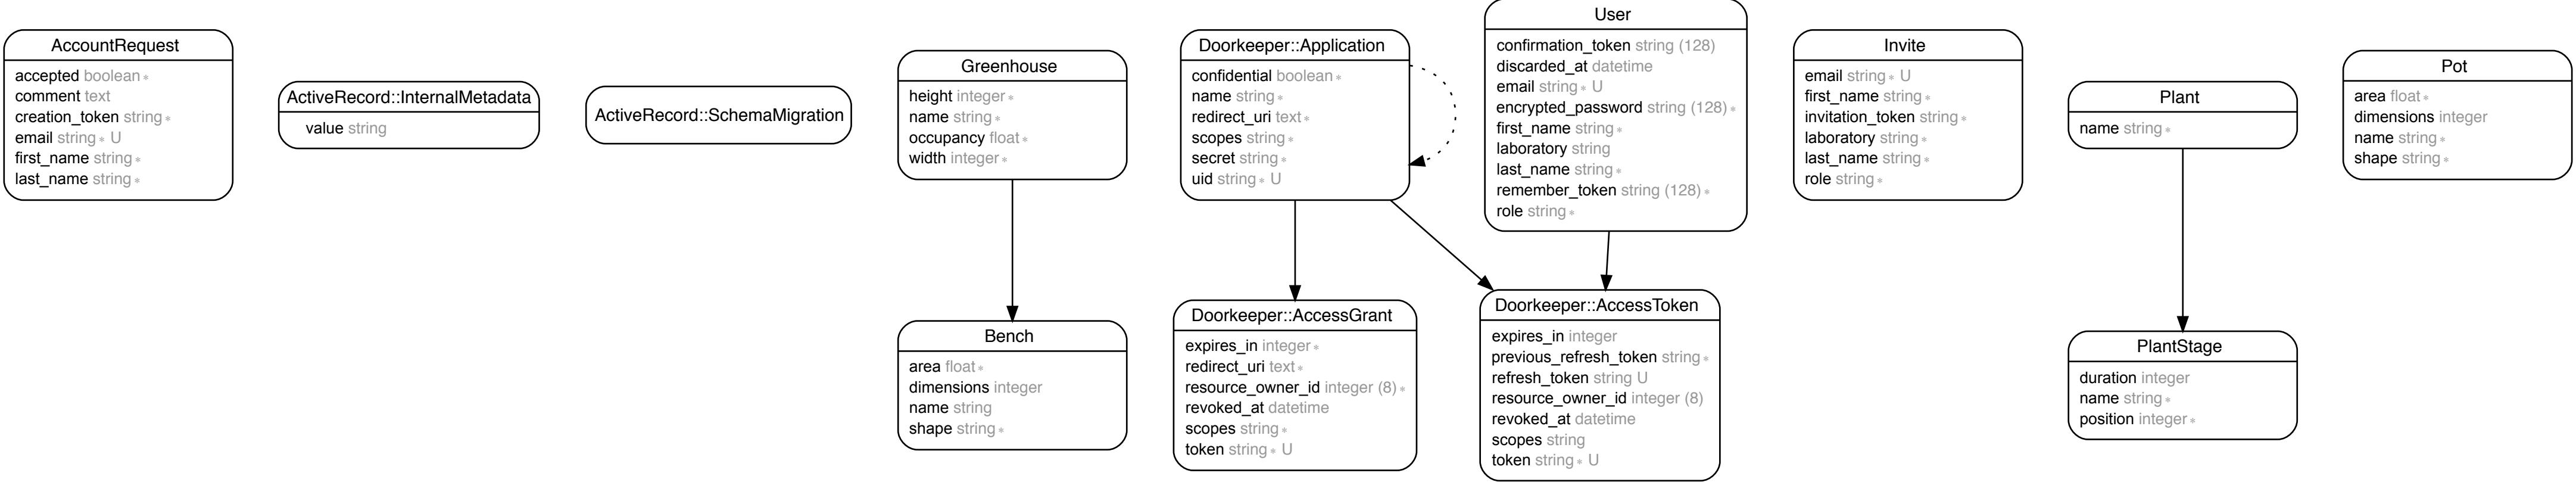 AccountRequest
accepted boolean ∗
comment text
creation_token string ∗
email string ∗ U
first_name string ∗
last_name string ∗
ActiveRecord::InternalMetadata
value string
ActiveRecord::SchemaMigration
Greenhouse
height integer ∗
name string ∗
occupancy float ∗
width integer ∗
Bench
area float ∗
dimensions integer
name string
shape string ∗
Doorkeeper::Application
confidential boolean ∗
name string ∗
redirect_uri text ∗
scopes string ∗
secret string ∗
uid string ∗ U
Doorkeeper::AccessGrant
expires_in integer ∗
redirect_uri text ∗
resource_owner_id integer (8) ∗
revoked_at datetime
scopes string ∗
token string ∗ U
User
confirmation_token string (128)
discarded_at datetime
email string ∗ U
encrypted_password string (128) ∗
first_name string ∗
laboratory string
last_name string ∗
remember_token string (128) ∗
role string ∗
Doorkeeper::AccessToken
expires_in integer
previous_refresh_token string ∗
refresh_token string U
resource_owner_id integer (8)
revoked_at datetime
scopes string
token string ∗ U
Invite
email string ∗ U
first_name string ∗
invitation_token string ∗
laboratory string ∗
last_name string ∗
role string ∗
Plant
name string ∗
PlantStage
duration integer
name string ∗
position integer ∗
Pot
area float ∗
dimensions integer
name string ∗
shape string ∗